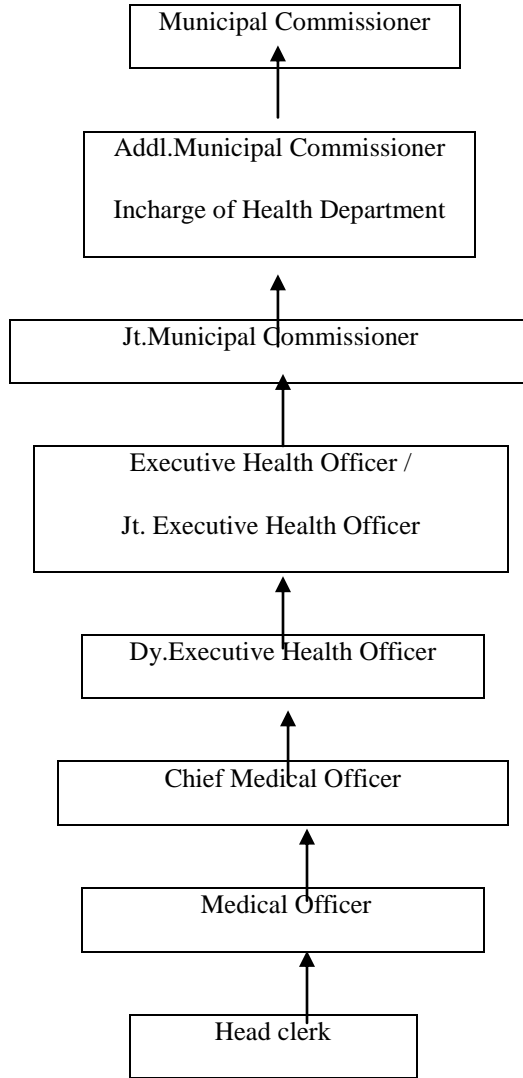 Municipal Commissioner
Addl.Municipal Commissioner
Incharge of Health Department
Jt.Municipal Commissioner
Executive Health Officer /
Jt. Executive Health Officer
Dy.Executive Health Officer
Chief Medical Officer
Medical Officer
Head clerk